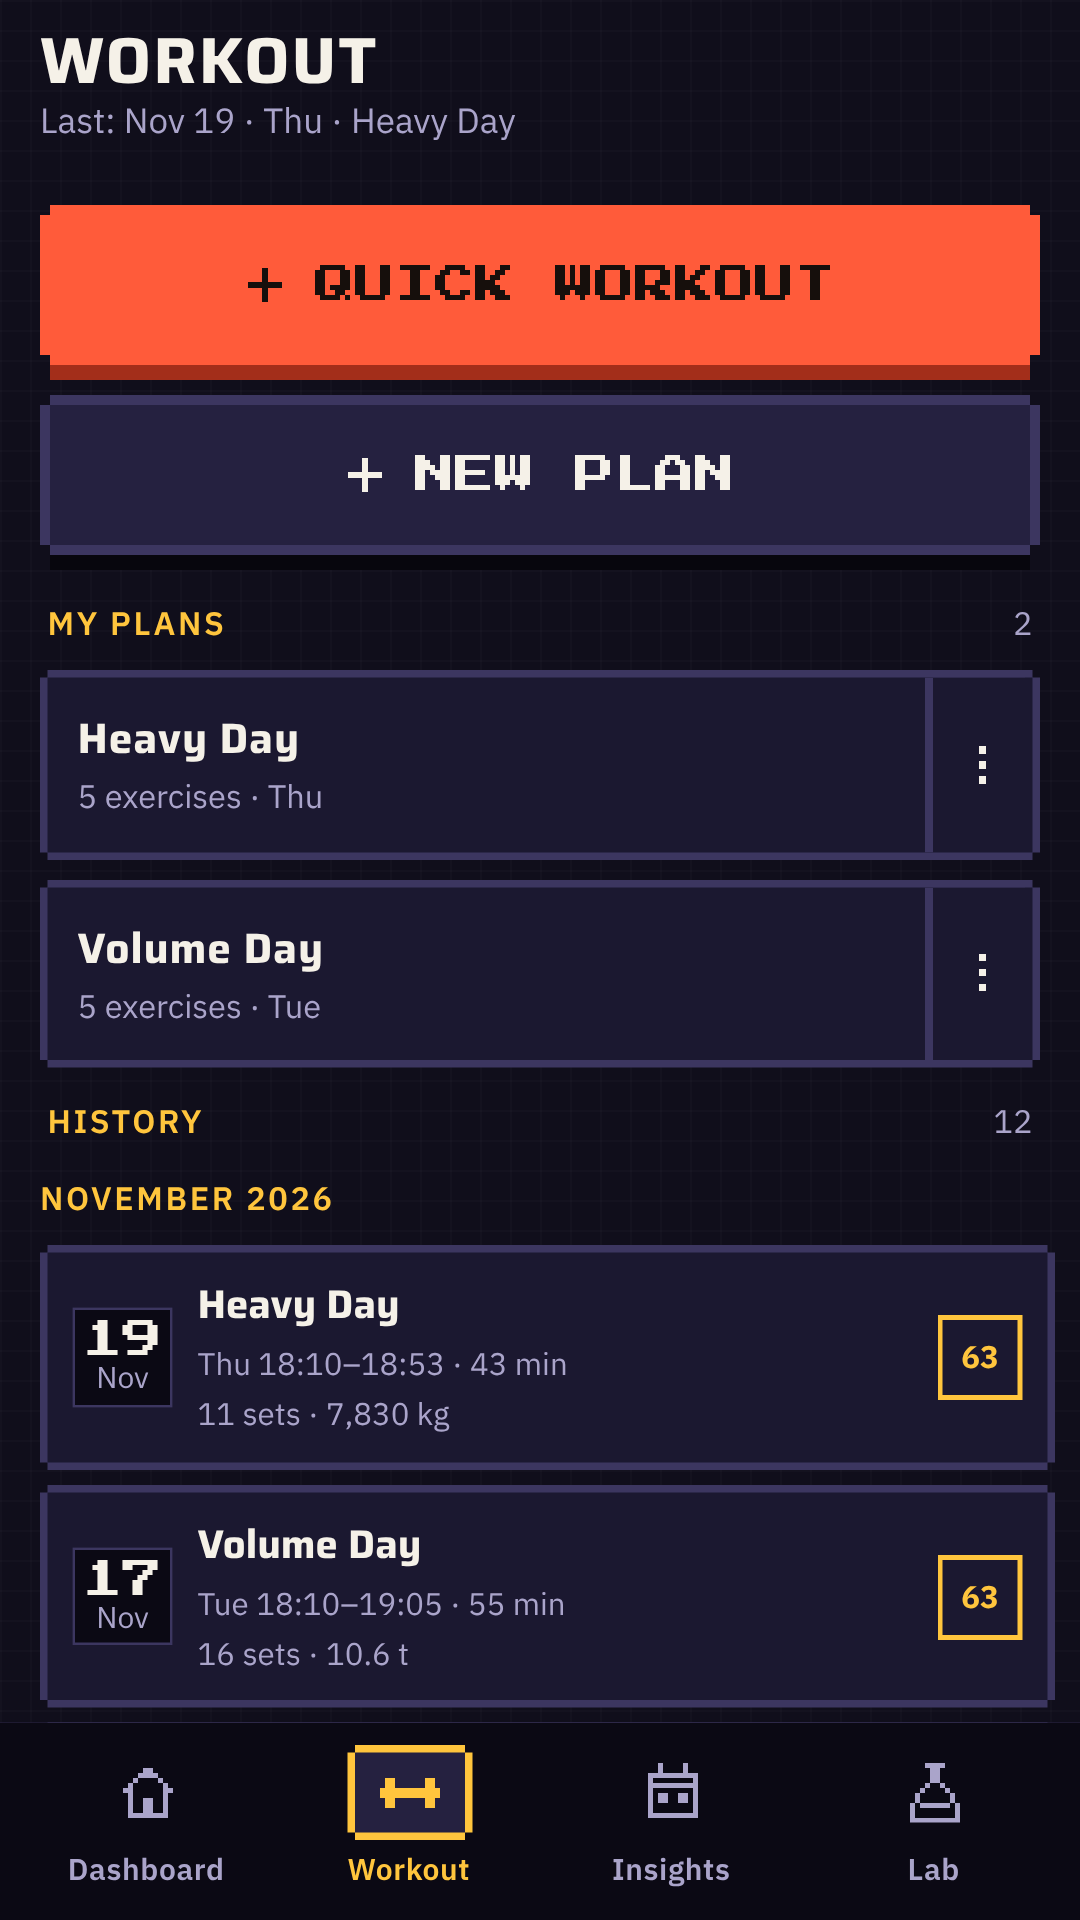 WORKOUT
Last: Nov 19 · Thu · Heavy Day
+ QUICK WORKOUT
+ NEW PLAN
MY PLANS 2
Heavy Day
5 exercises · Thu
Volume Day
5 exercises · Tue
HISTORY 12
NOVEMBER 2026
19
Nov
Heavy Day
Thu 18:10–18:53 · 43 min
11 sets · 7,830 kg
63
17
Nov
Volume Day
Tue 18:10–19:05 · 55 min
16 sets · 10.6 t
63
Dashboard Workout Insights Lab